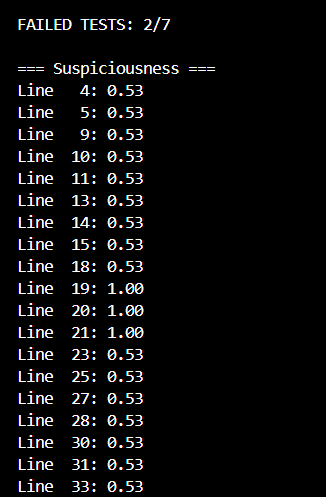 FAILED TESTS: 2/7
=== Suspiciousness ===
Line   4: 0.53
Line   5: 0.53
Line   9: 0.53
Line  10: 0.53
Line  11: 0.53
Line  13: 0.53
Line  14: 0.53
Line  15: 0.53
Line  18: 0.53
Line  19: 1.00
Line  20: 1.00
Line  21: 1.00
Line  23: 0.53
Line  25: 0.53
Line  27: 0.53
Line  28: 0.53
Line  30: 0.53
Line  31: 0.53
Line  33: 0.53